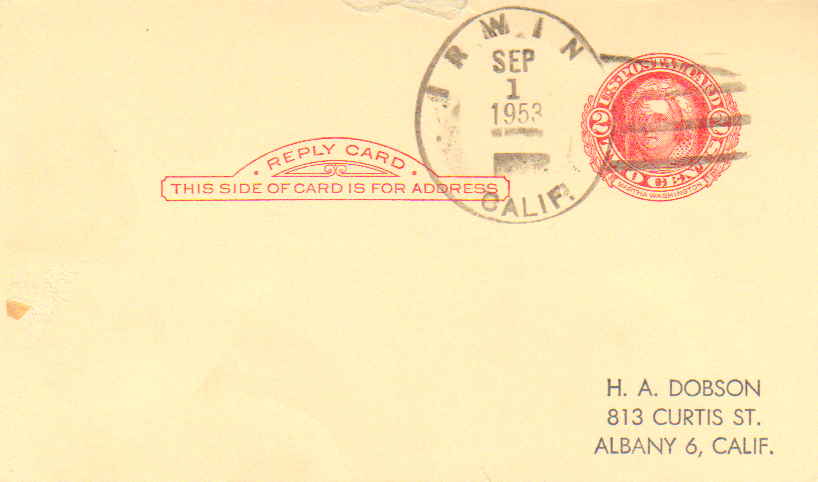 IRWIN
SEP
1
1953
CALIF.
U.S. POSTAL CARD
2 CENTS 2
MARTHA WASHINGTON
· REPLY CARD ·
THIS SIDE OF CARD IS FOR ADDRESS
H. A. DOBSON
813 CURTIS ST.
ALBANY 6, CALIF.